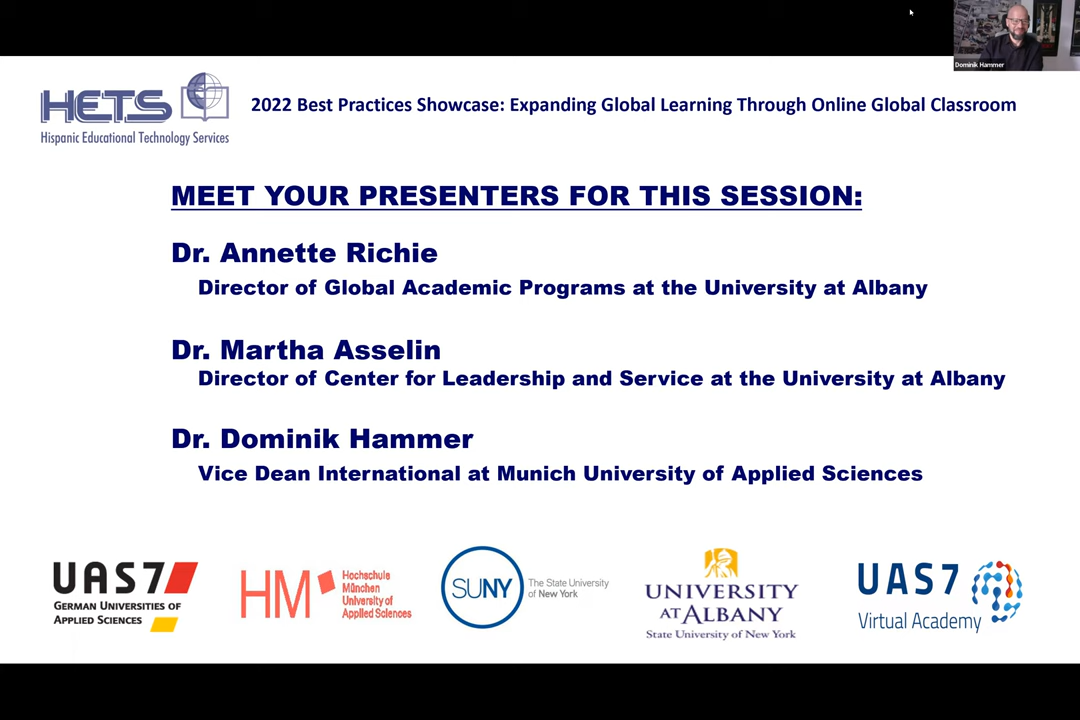 Dominik Hammer
HETS
Hispanic Educational Technology Services
2022 Best Practices Showcase: Expanding Global Learning Through Online Global Classroom
MEET YOUR PRESENTERS FOR THIS SESSION:
Dr. Annette Richie
Director of Global Academic Programs at the University at Albany
Dr. Martha Asselin
Director of Center for Leadership and Service at the University at Albany
Dr. Dominik Hammer
Vice Dean International at Munich University of Applied Sciences
UAS7
GERMAN UNIVERSITIES OF
APPLIED SCIENCES
HM
Hochschule
München
University of
Applied Sciences
SUNY
The State University
of New York
UNIVERSITY
AT ALBANY
State University of New York
UAS7
Virtual Academy